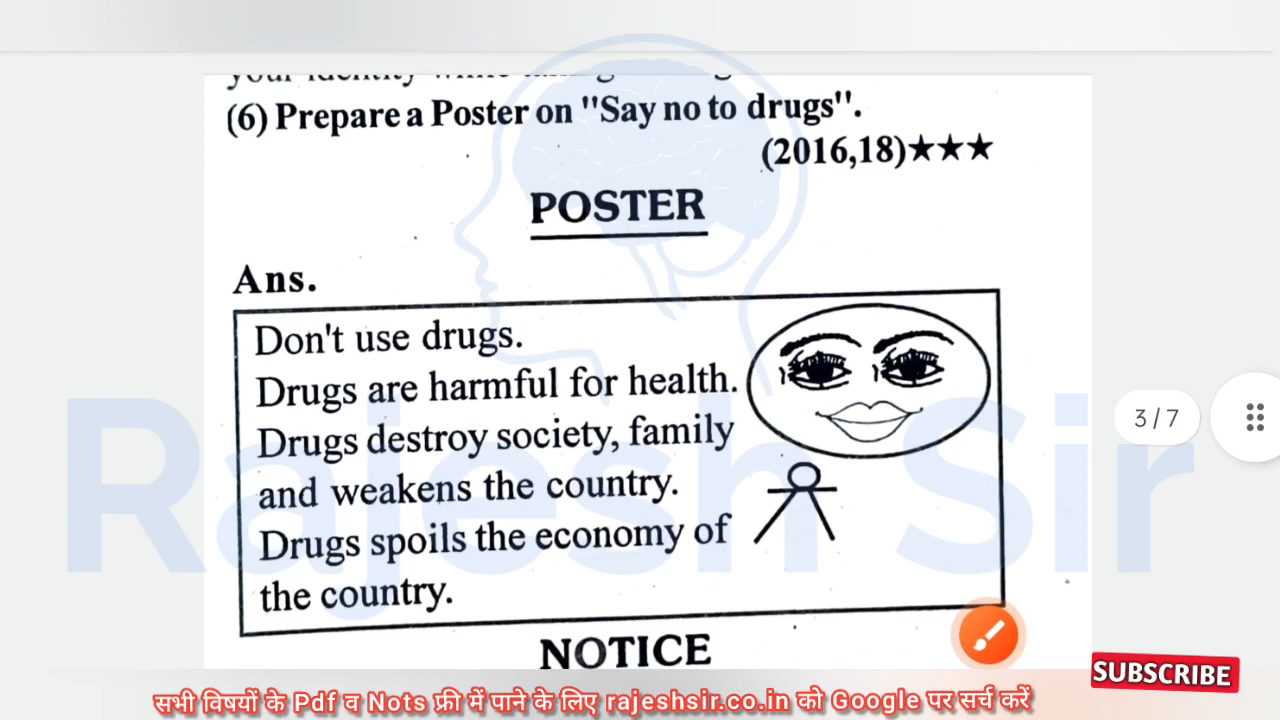 (6) Prepare a Poster on "Say no to drugs".
(2016,18)★★★
POSTER
Ans.
Don't use drugs.
Drugs are harmful for health.
Drugs destroy society, family
and weakens the country.
Drugs spoils the economy of
the country.
NOTICE
Rajesh Sir
3 / 7
SUBSCRIBE
सभी विषयों के Pdf व Nots फ्री में पाने के लिए rajeshsir.co.in को Google पर सर्च करें